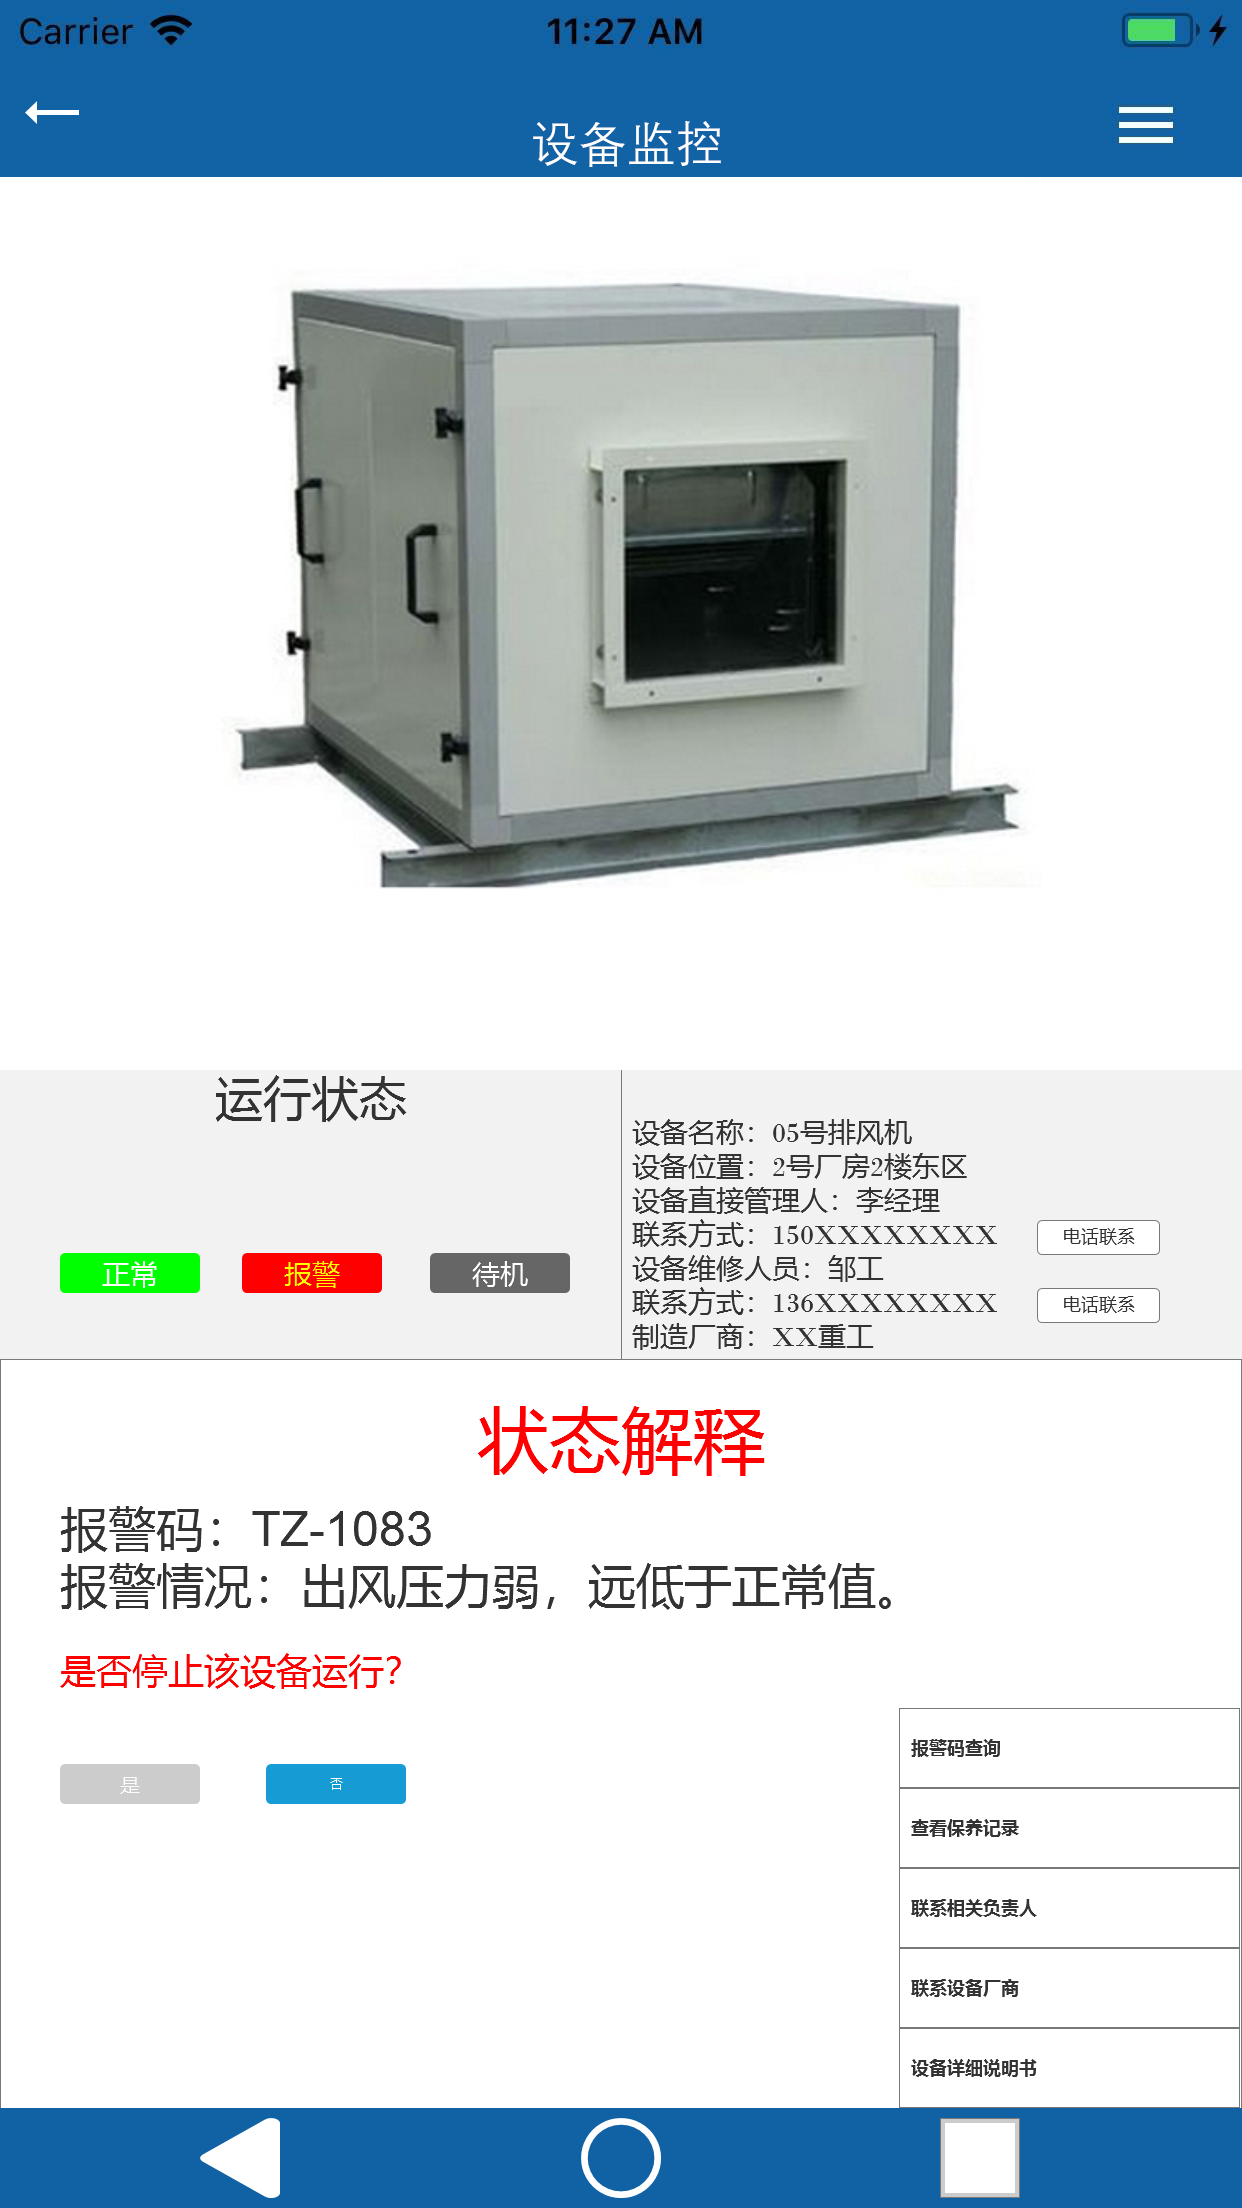 Carrier
11:27 AM
设备监控
运行状态
正常
报警
待机
设备名称：05号排风机
设备位置：2号厂房2楼东区
设备直接管理人：李经理
联系方式：150XXXXXXXX
电话联系
设备维修人员：邹工
联系方式：136XXXXXXXX
电话联系
制造厂商：XX重工
状态解释
报警码：TZ-1083
报警情况：出风压力弱，远低于正常值。
是否停止该设备运行？
是
否
报警码查询
查看保养记录
联系相关负责人
联系设备厂商
设备详细说明书